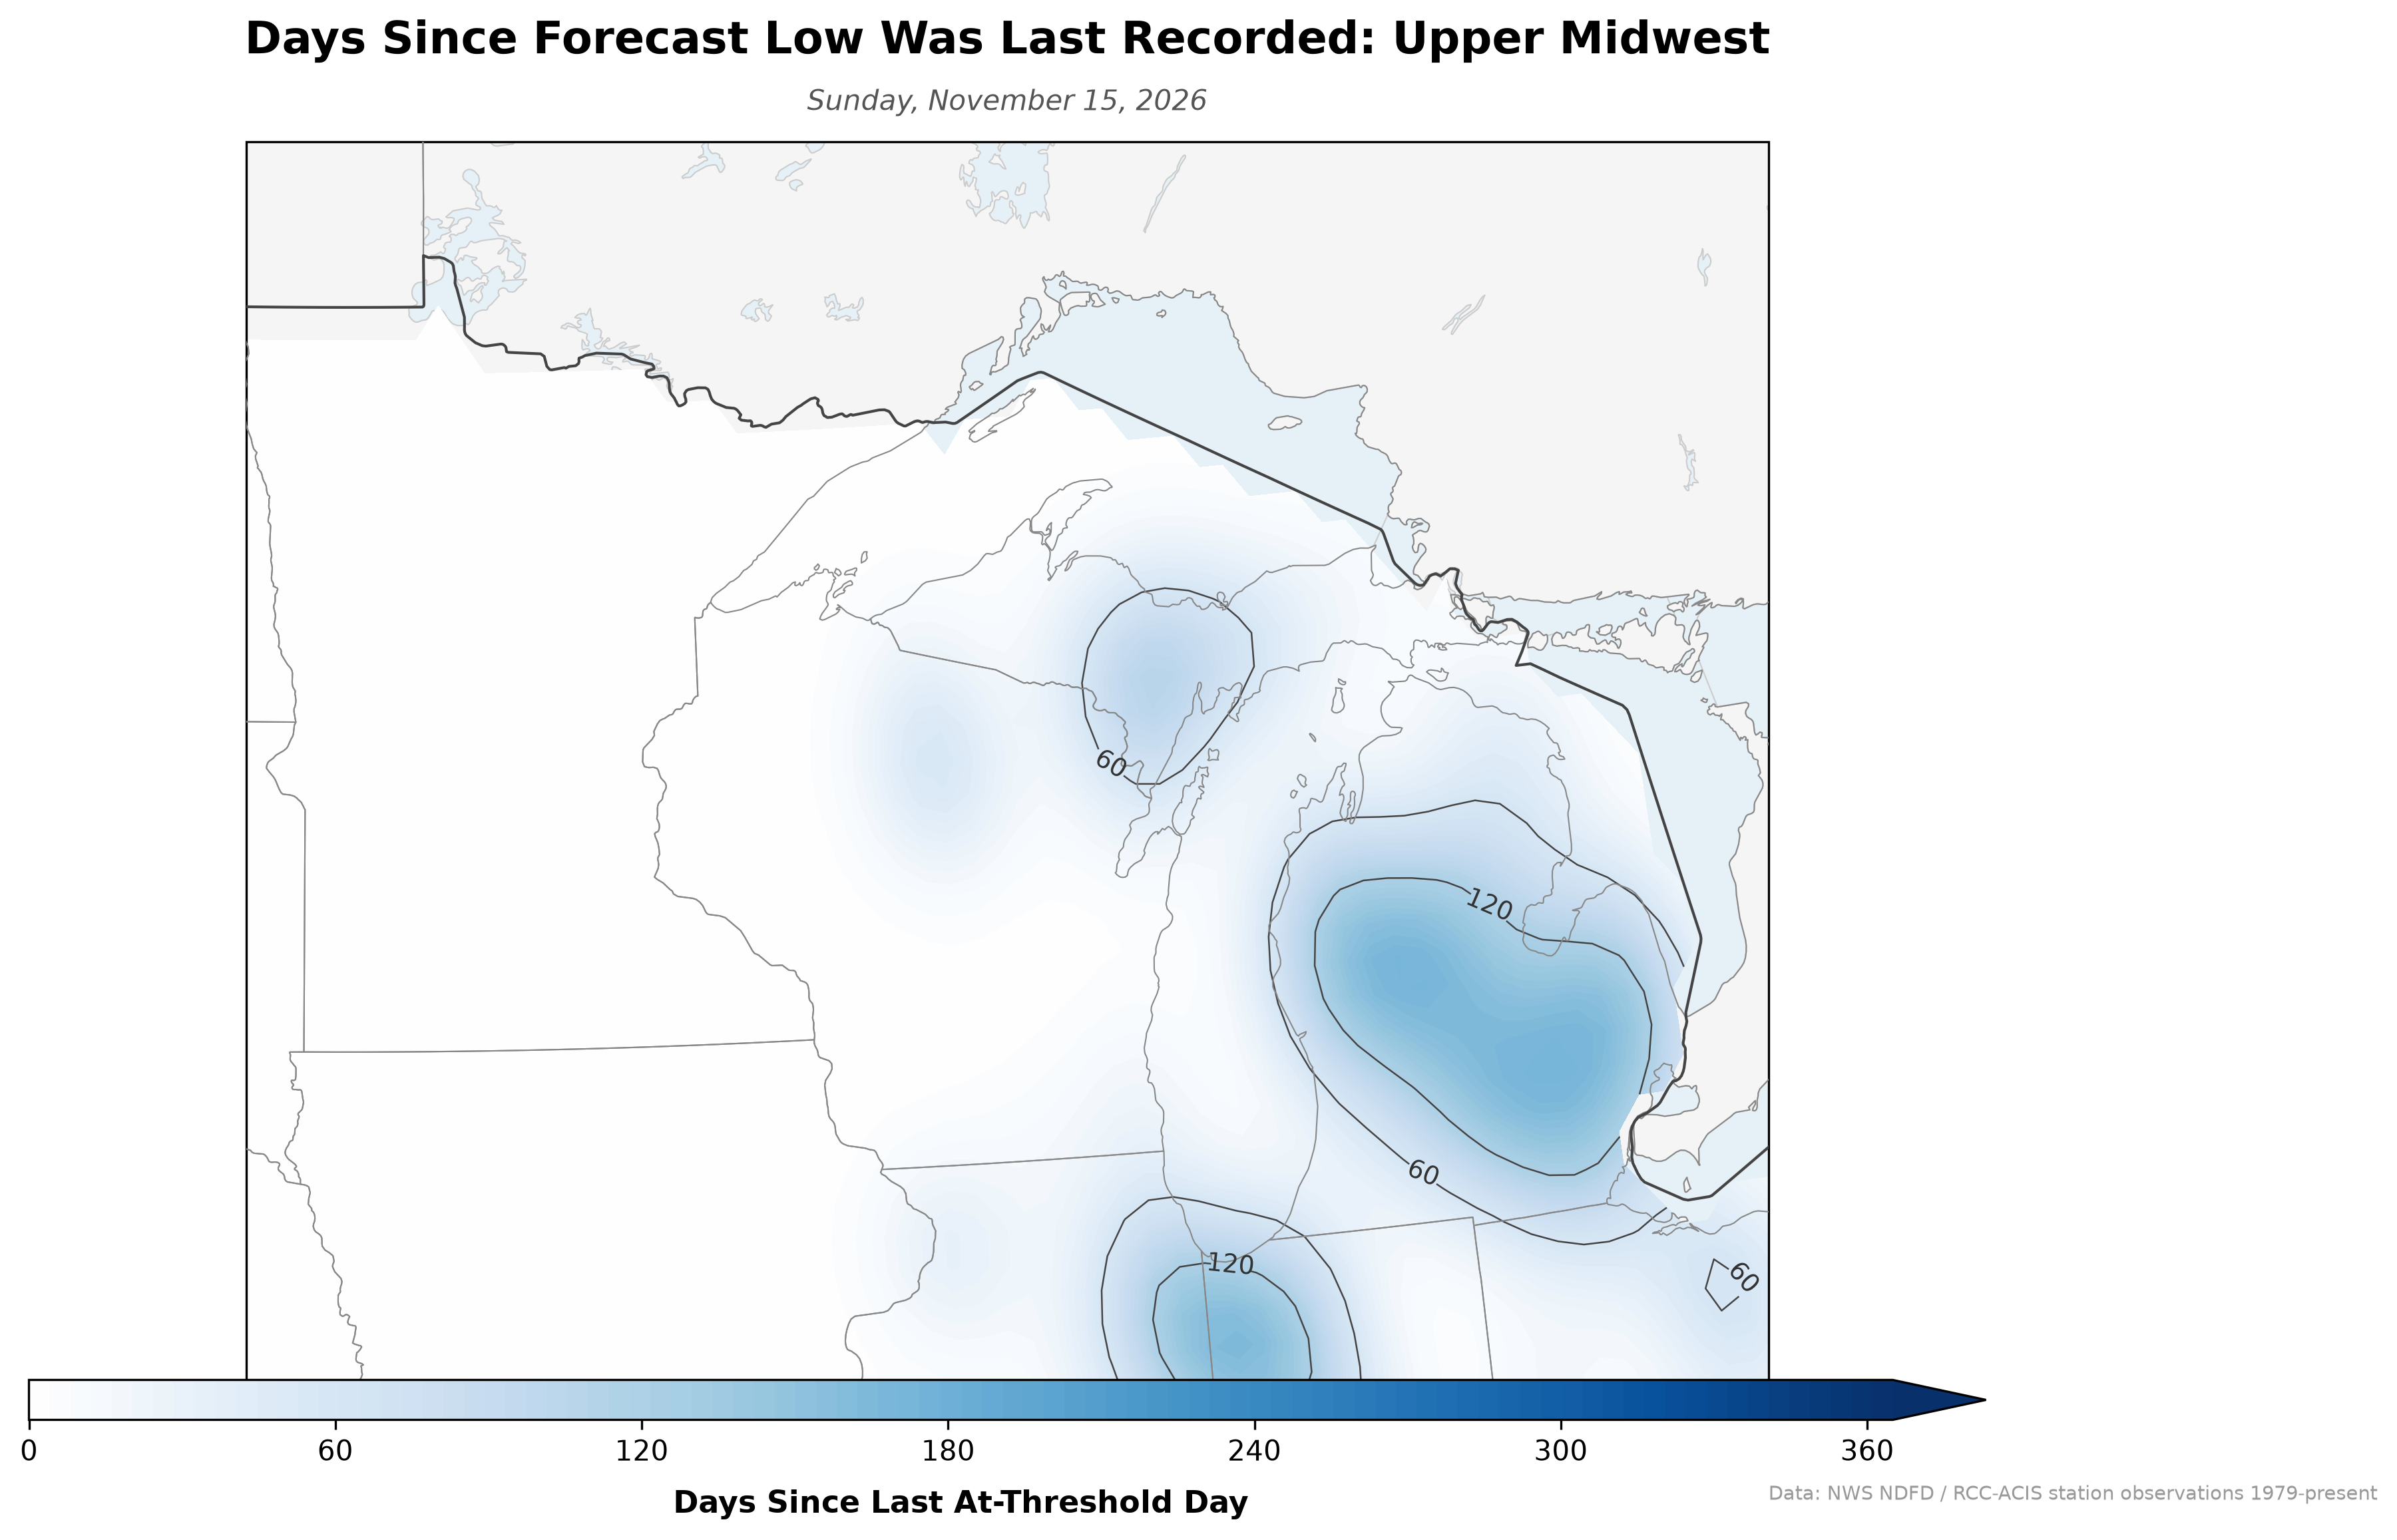 Days Since Forecast Low Was Last Recorded: Upper Midwest
Sunday, November 15, 2026
60
120
60
120
60
0 60 120 180 240 300 360
Days Since Last At-Threshold Day
Data: NWS NDFD / RCC-ACIS station observations 1979-present